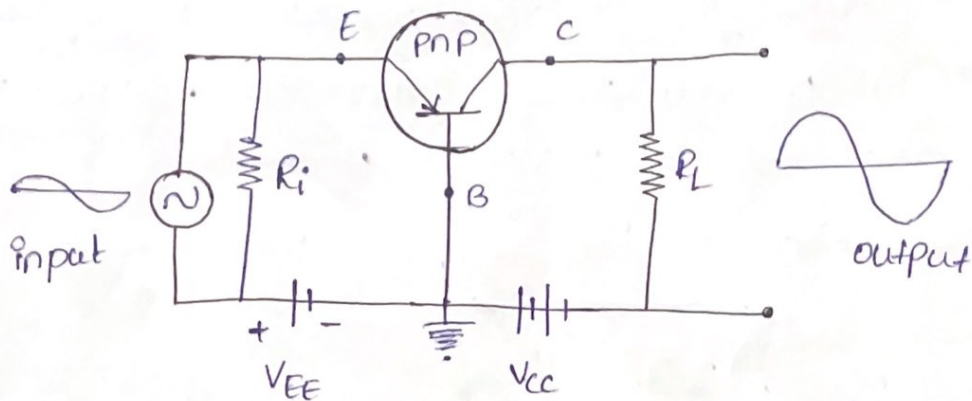 E
PnP
C
Ri
B
RL
input
output
+
-
VEE
VCC